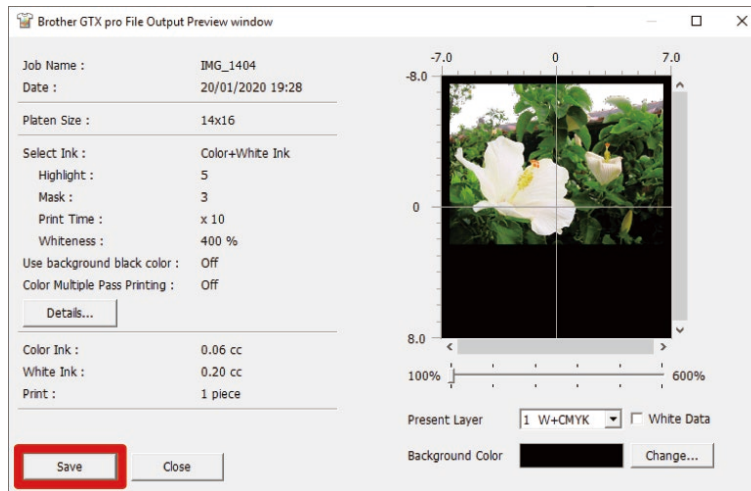 Brother GTX pro File Output Preview window
Job Name : IMG_1404
Date : 20/01/2020 19:28
Platen Size : 14x16
Select Ink : Color+White Ink
Highlight : 5
Mask : 3
Print Time : x 10
Whiteness : 400 %
Use background black color : Off
Color Multiple Pass Printing : Off
Details...
Color Ink : 0.06 cc
White Ink : 0.20 cc
Print : 1 piece
Save Close
-7.0 0 7.0
-8.0
0
8.0
100% 600%
Present Layer 1 W+CMYK White Data
Background Color Change...